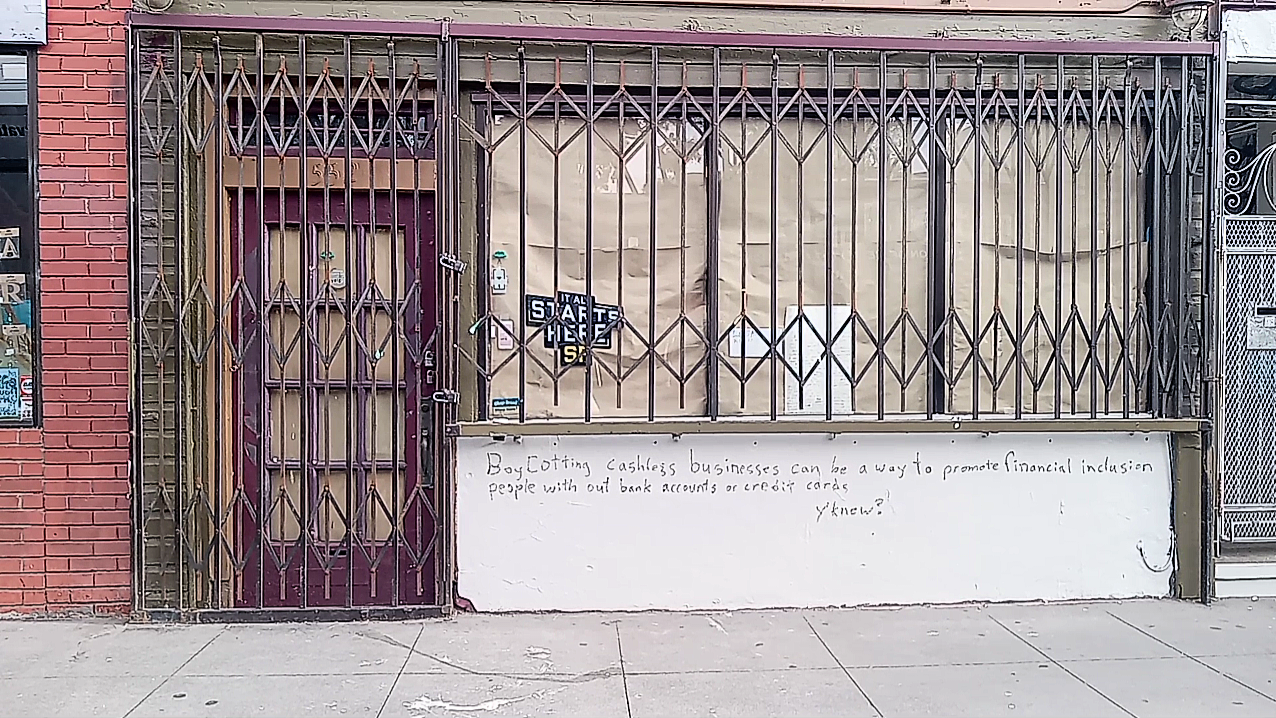 552
IT ALL
STARTS
HERE
SF
BoyCotting cashless businesses can be a way to promote financial inclusion
people with out bank accounts or credit cards
y'know?